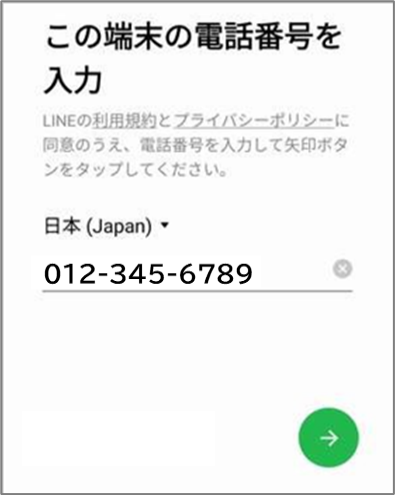 この端末の電話番号を
入力
LINEの利用規約とプライバシーポリシーに
同意のうえ、電話番号を入力して矢印ボタ
ンをタップしてください。
日本 (Japan)
012-345-6789